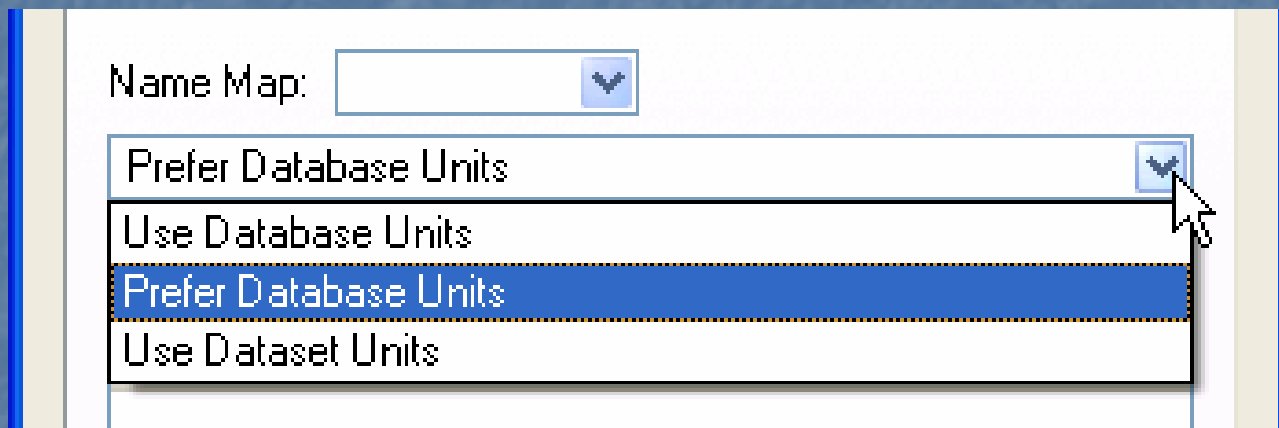 Name Map:
Prefer Database Units
Use Database Units
Prefer Database Units
Use Dataset Units